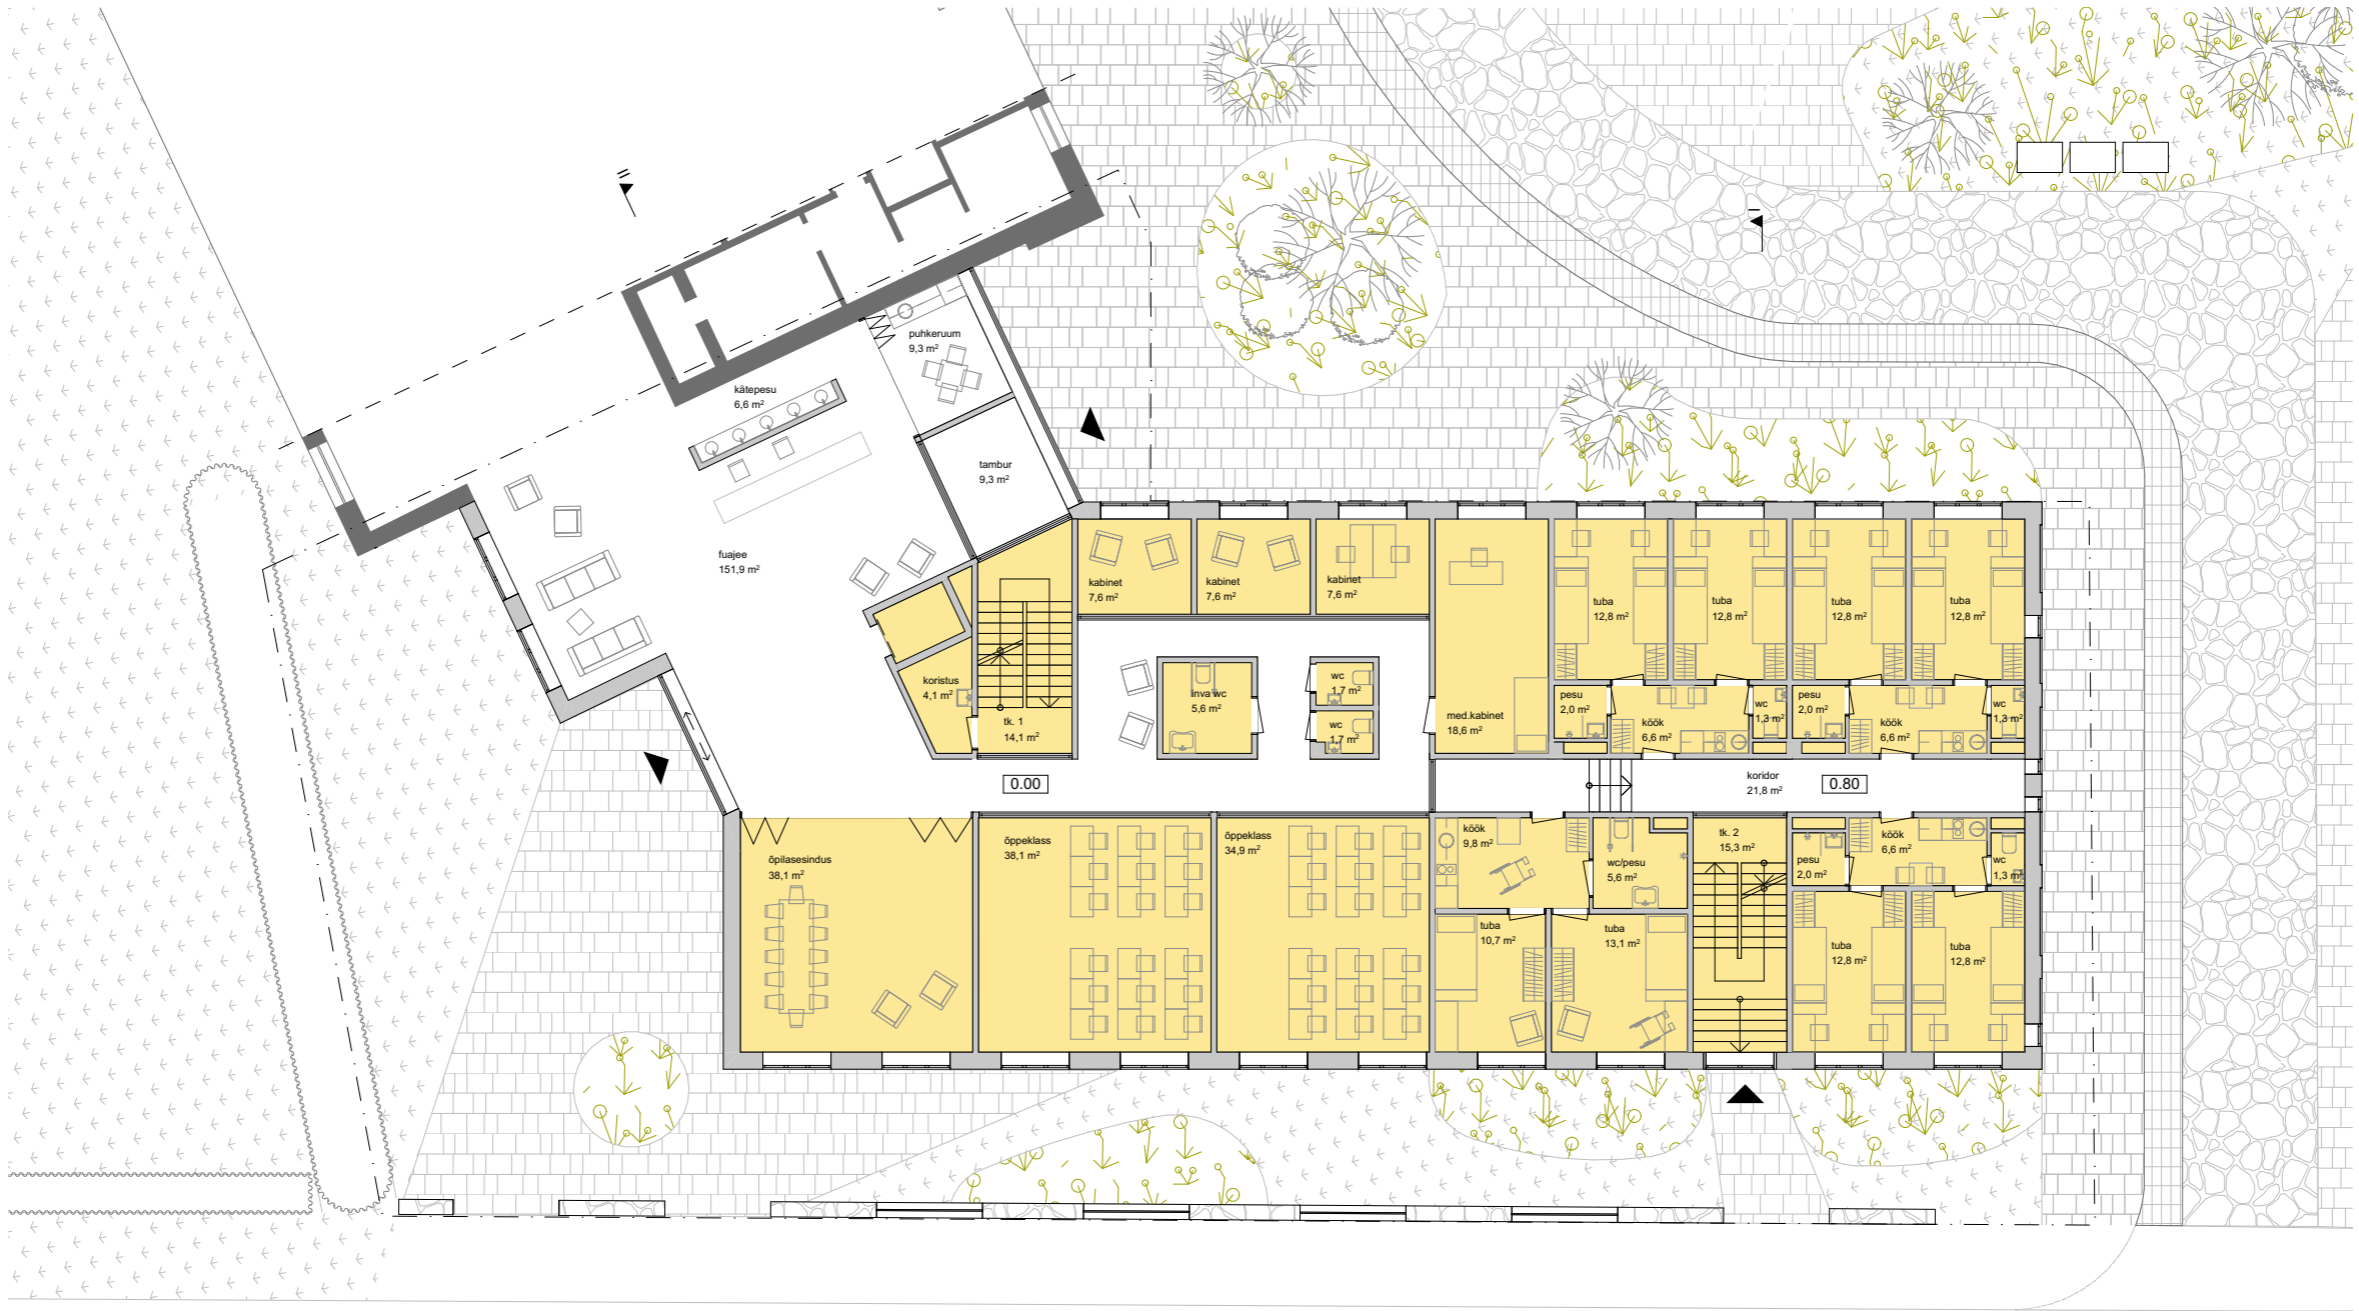 puhkeruum
9,3 m²
kätepesu
6,6 m²
tambur
9,3 m²
fuajee
151,9 m²
kabinet
7,6 m²
kabinet
7,6 m²
kabinet
7,6 m²
tuba
12,8 m²
tuba
12,8 m²
tuba
12,8 m²
tuba
12,8 m²
koristus
4,1 m²
tk. 1
14,1 m²
inva wc
5,6 m²
wc
1,7 m²
wc
1,7 m²
med.kabinet
18,6 m²
pesu
2,0 m²
köök
6,6 m²
wc
1,3 m²
pesu
2,0 m²
köök
6,6 m²
wc
1,3 m²
0.00
koridor
21,8 m²
0.80
õpilasesindus
38,1 m²
õppeklass
38,1 m²
õppeklass
34,9 m²
köök
9,8 m²
wc/pesu
5,6 m²
tk. 2
15,3 m²
pesu
2,0 m²
köök
6,6 m²
wc
1,3 m²
tuba
10,7 m²
tuba
13,1 m²
tuba
12,8 m²
tuba
12,8 m²